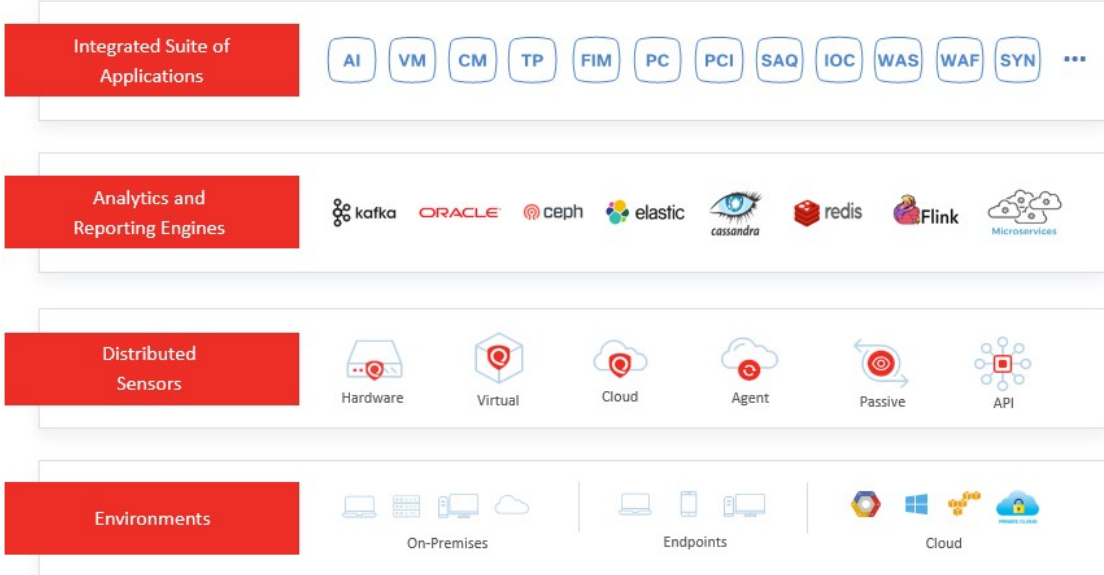 Integrated Suite of
Applications
AI VM CM TP FIM PC PCI SAQ IOC WAS WAF SYN ...
Analytics and
Reporting Engines
kafka ORACLE ceph elastic cassandra redis Flink Microservices
Distributed
Sensors
Hardware Virtual Cloud Agent Passive API
Environments
PRIVATE CLOUD
On-Premises Endpoints Cloud